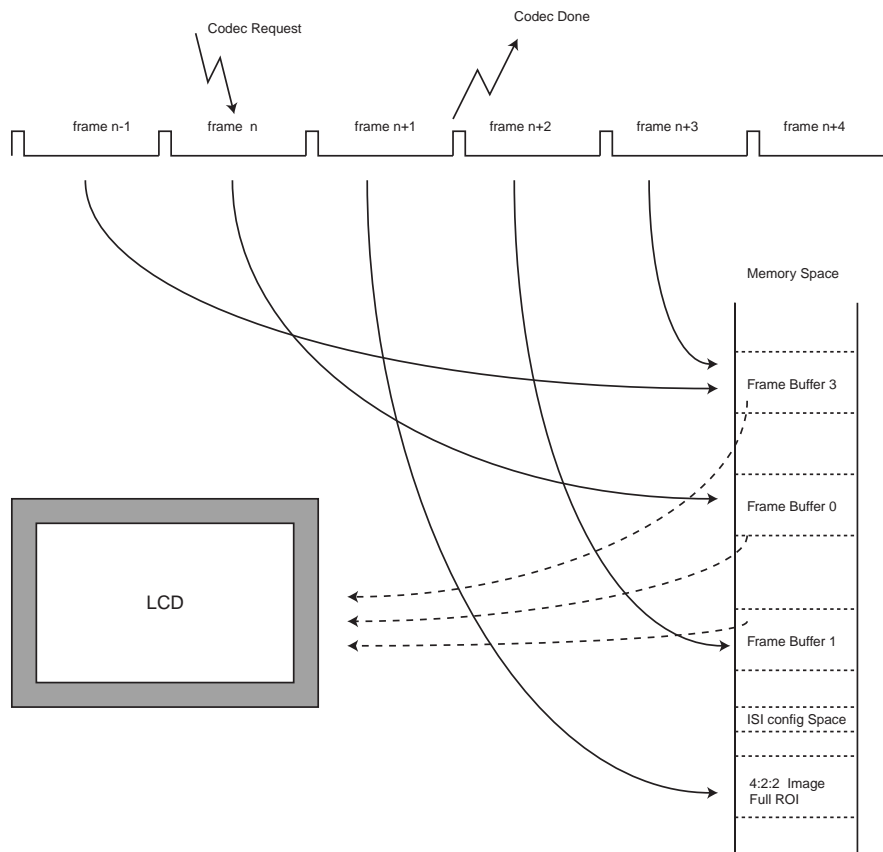 Codec Request
Codec Done
frame n-1
frame n
frame n+1
frame n+2
frame n+3
frame n+4
Memory Space
Frame Buffer 3
Frame Buffer 0
LCD
Frame Buffer 1
ISI config Space
4:2:2 Image
Full ROI